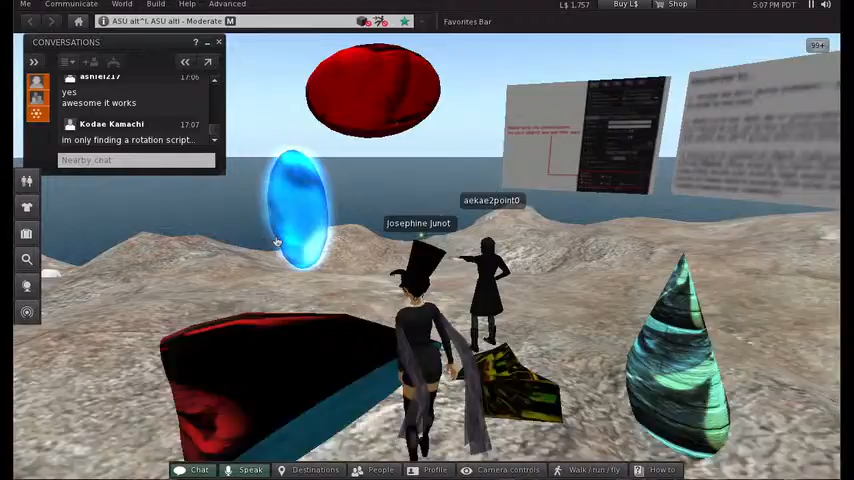 Me Communicate World Build Help Advanced L$ 1,757 Buy L$ Shop 5:07 PM PDT
ASU alt^I, ASU alti - Moderate M Favorites Bar
CONVERSATIONS ? 99+
ashiel217 17:06
yes
awesome it works
Kodae Kamachi 17:07
im only finding a rotation script...
Nearby chat
aekae2point0
Josephine Junot
Chat Speak Destinations People Profile Camera controls Walk / run / fly How to